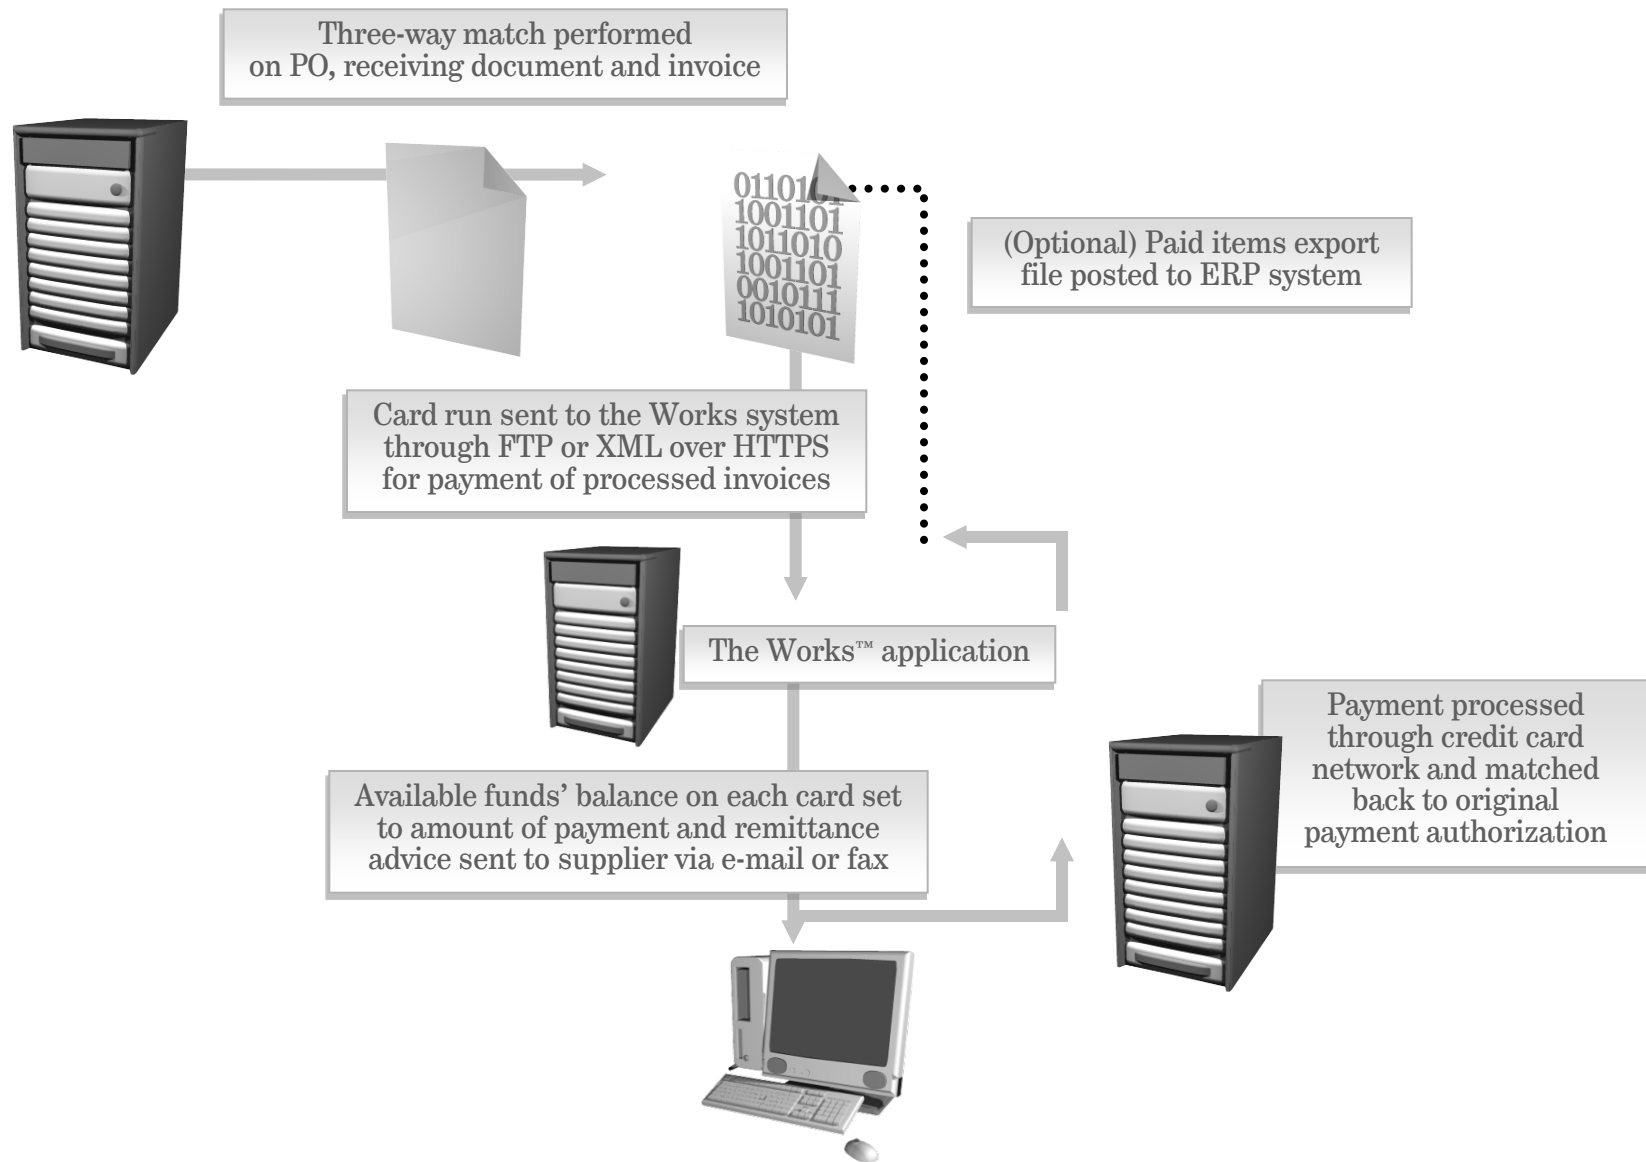 Three-way match performed
on PO, receiving document and invoice
0110101
1001101
1011010
1001101
0010111
1010101
(Optional) Paid items export
file posted to ERP system
Card run sent to the Works system
through FTP or XML over HTTPS
for payment of processed invoices
The Works™ application
Payment processed
through credit card
network and matched
back to original
payment authorization
Available funds’ balance on each card set
to amount of payment and remittance
advice sent to supplier via e-mail or fax